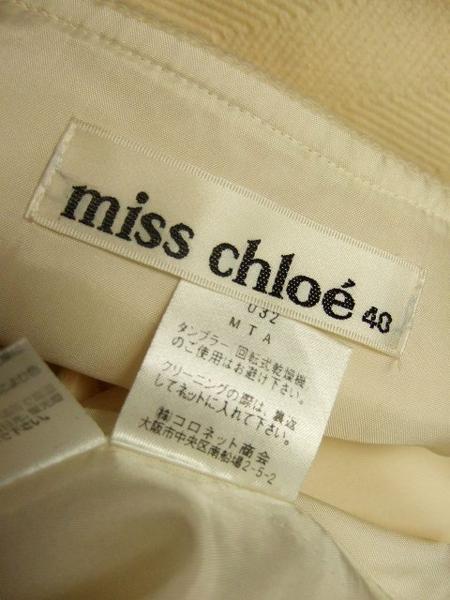 miss chloé 40
032
MTA
タンブラー 回転式乾燥機
のご使用はお避け下さい。
クリーニングの際は、裏返
してネットに入れて下さい。
(株)コロネット商会
大阪市中央区南船場2-5-2